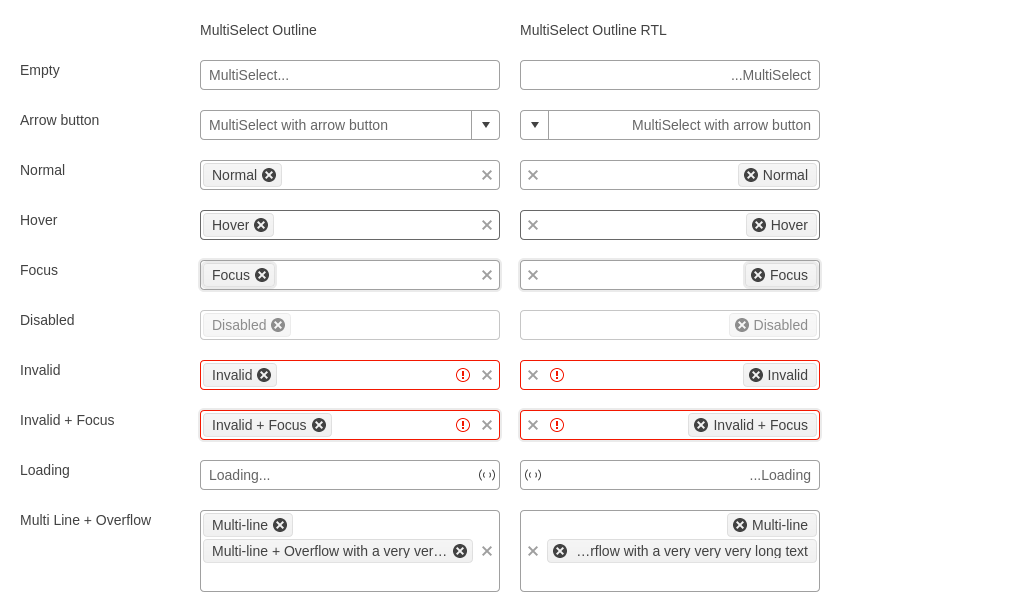 MultiSelect Outline MultiSelect Outline RTL
Empty MultiSelect... ...MultiSelect
Arrow button MultiSelect with arrow button MultiSelect with arrow button
Normal Normal Normal
Hover Hover Hover
Focus Focus Focus
Disabled Disabled Disabled
Invalid Invalid Invalid
Invalid + Focus Invalid + Focus Invalid + Focus
Loading Loading... ...Loading
Multi Line + Overflow Multi-line Multi-line
Multi-line + Overflow with a very ver… …rflow with a very very very long text